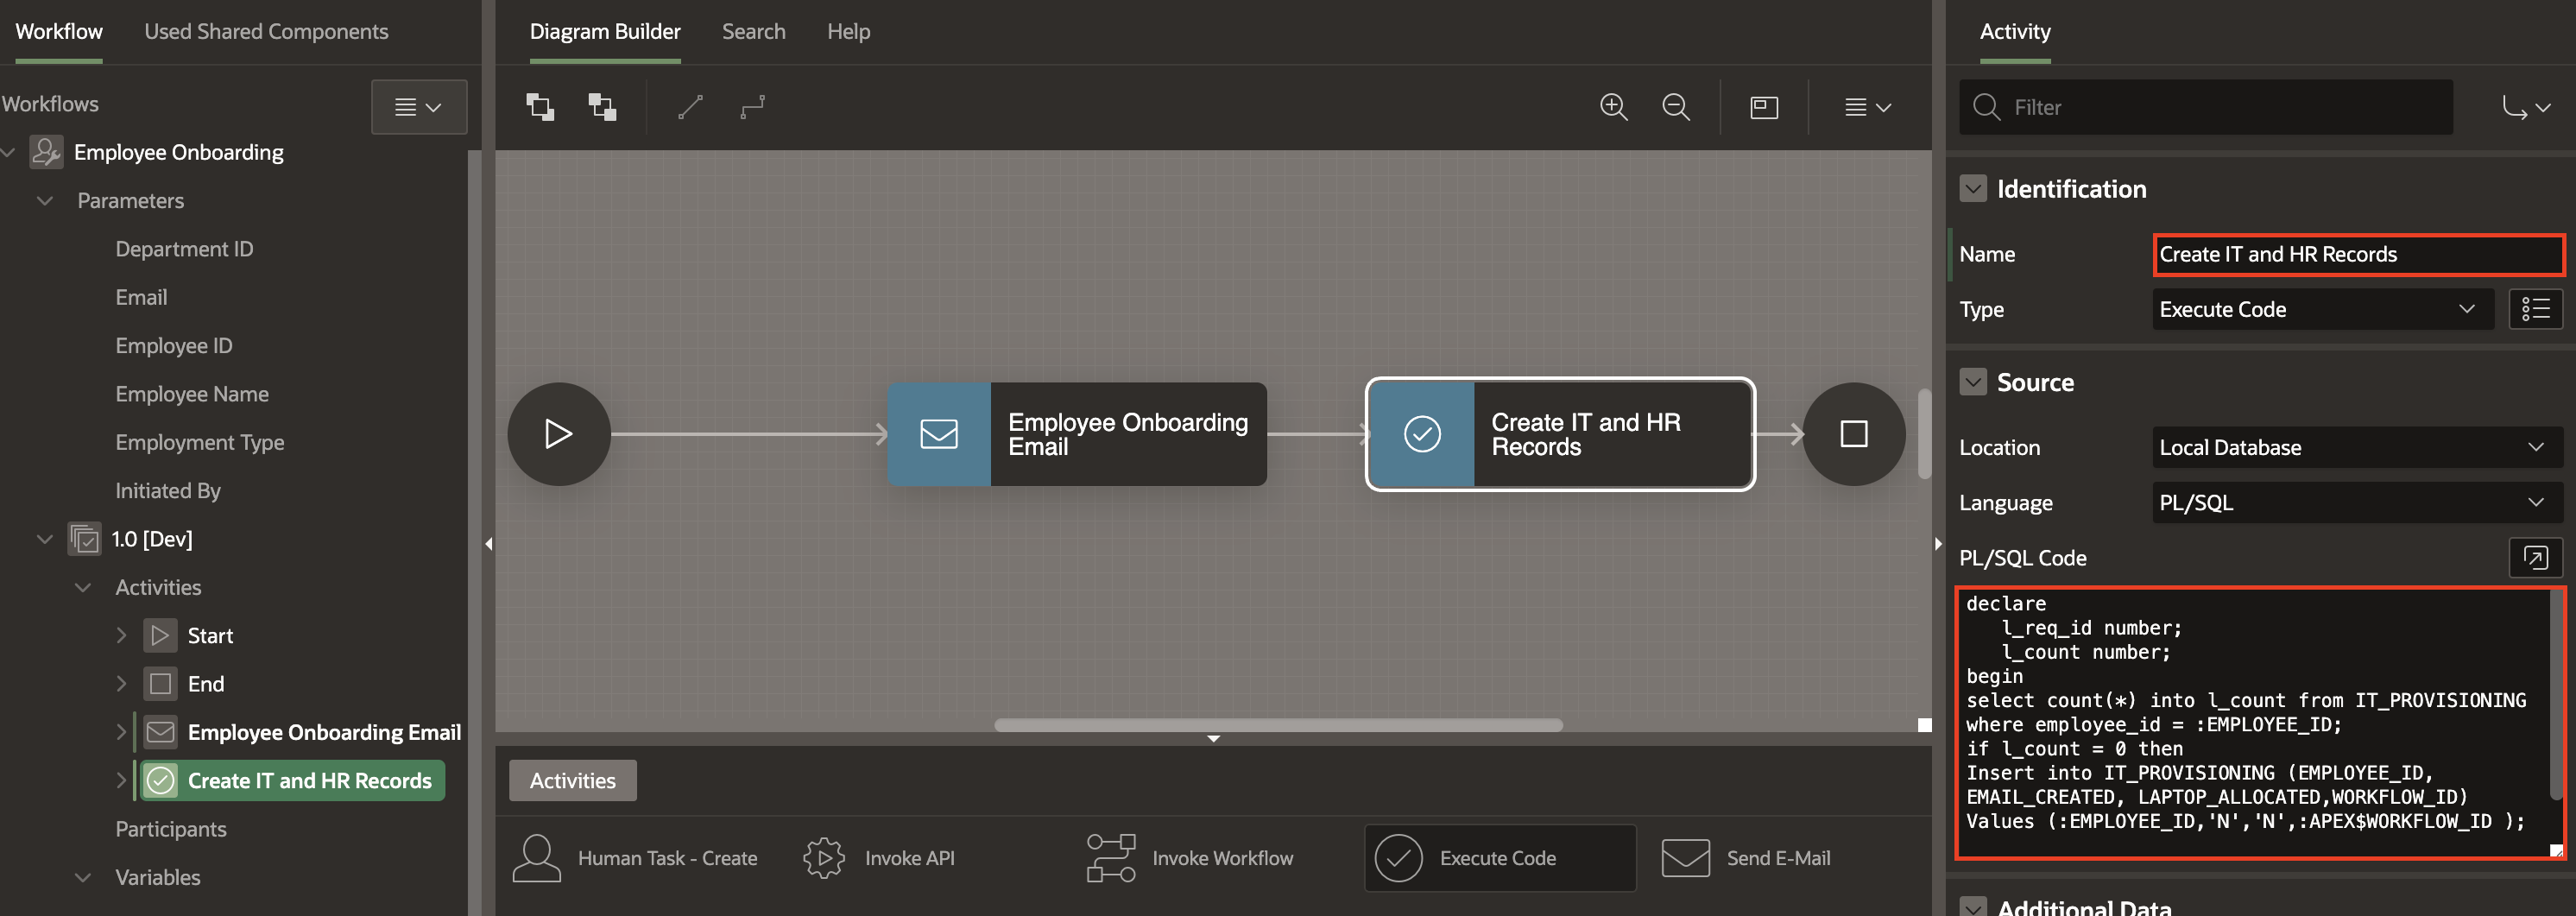 Workflow
Used Shared Components
Workflows
Employee Onboarding
Parameters
Department ID
Email
Employee ID
Employee Name
Employment Type
Initiated By
1.0 [Dev]
Activities
Start
End
Employee Onboarding Email
Create IT and HR Records
Participants
Variables
Diagram Builder
Search
Help
Employee Onboarding
Email
Create IT and HR
Records
Activities
Human Task - Create
Invoke API
Invoke Workflow
Execute Code
Send E-Mail
Activity
Filter
Identification
Name
Create IT and HR Records
Type
Execute Code
Source
Location
Local Database
Language
PL/SQL
PL/SQL Code
declare
l_req_id number;
l_count number;
begin
select count(*) into l_count from IT_PROVISIONING
where employee_id = :EMPLOYEE_ID;
if l_count = 0 then
Insert into IT_PROVISIONING (EMPLOYEE_ID,
EMAIL_CREATED, LAPTOP_ALLOCATED,WORKFLOW_ID)
Values (:EMPLOYEE_ID,'N','N',:APEX$WORKFLOW_ID );
Additional Data